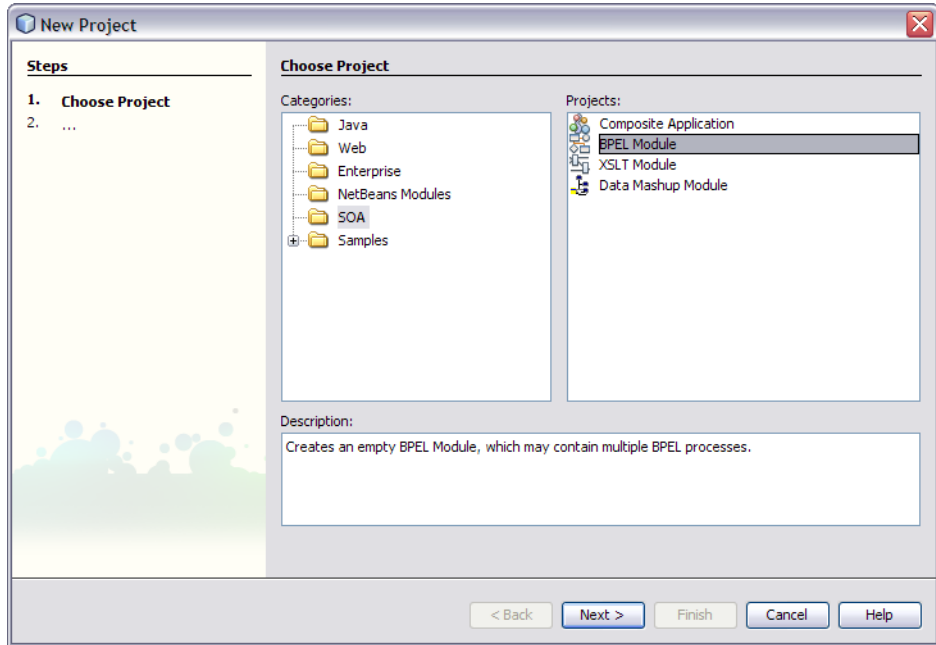 New Project
Steps
1. Choose Project
2. ...
Choose Project
Categories:
Java
Web
Enterprise
NetBeans Modules
SOA
Samples
Projects:
Composite Application
BPEL Module
XSLT Module
Data Mashup Module
Description:
Creates an empty BPEL Module, which may contain multiple BPEL processes.
< Back Next > Finish Cancel Help